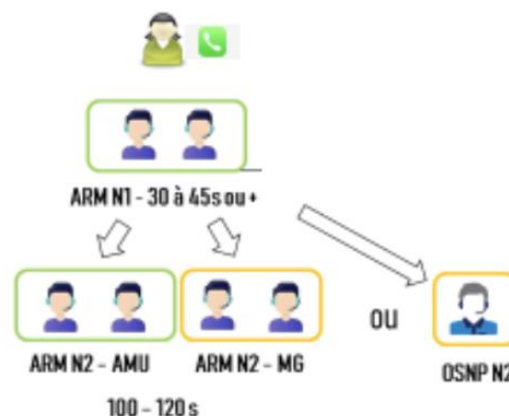 ARM N1 - 30 à 45s ou +
OU
ARM N2 - AMU
ARM N2 - MG
OSNP N2
100 - 120 s